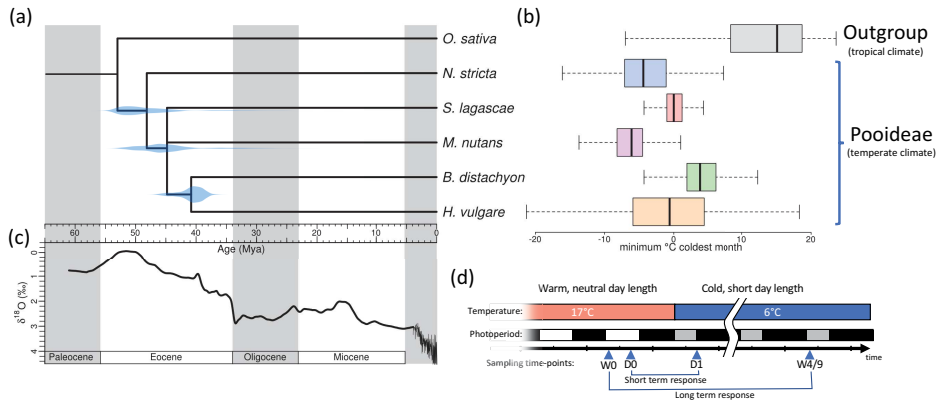 (a)
O. sativa
N. stricta
S. lagascae
M. nutans
B. distachyon
H. vulgare
60 50 40 30 20 10 0
Age (Mya)
(b)
Outgroup
(tropical climate)
Pooideae
(temperate climate)
-20 -10 0 10 20
minimum °C coldest month
(c)
δ18O (‰)
0
1
2
3
4
Paleocene Eocene Oligocene Miocene
(d)
Warm, neutral day length Cold, short day length
Temperature: 17°C 6°C
Photoperiod:
time
Sampling time-points: W0 D0 D1 W4/9
Short term response
Long term response